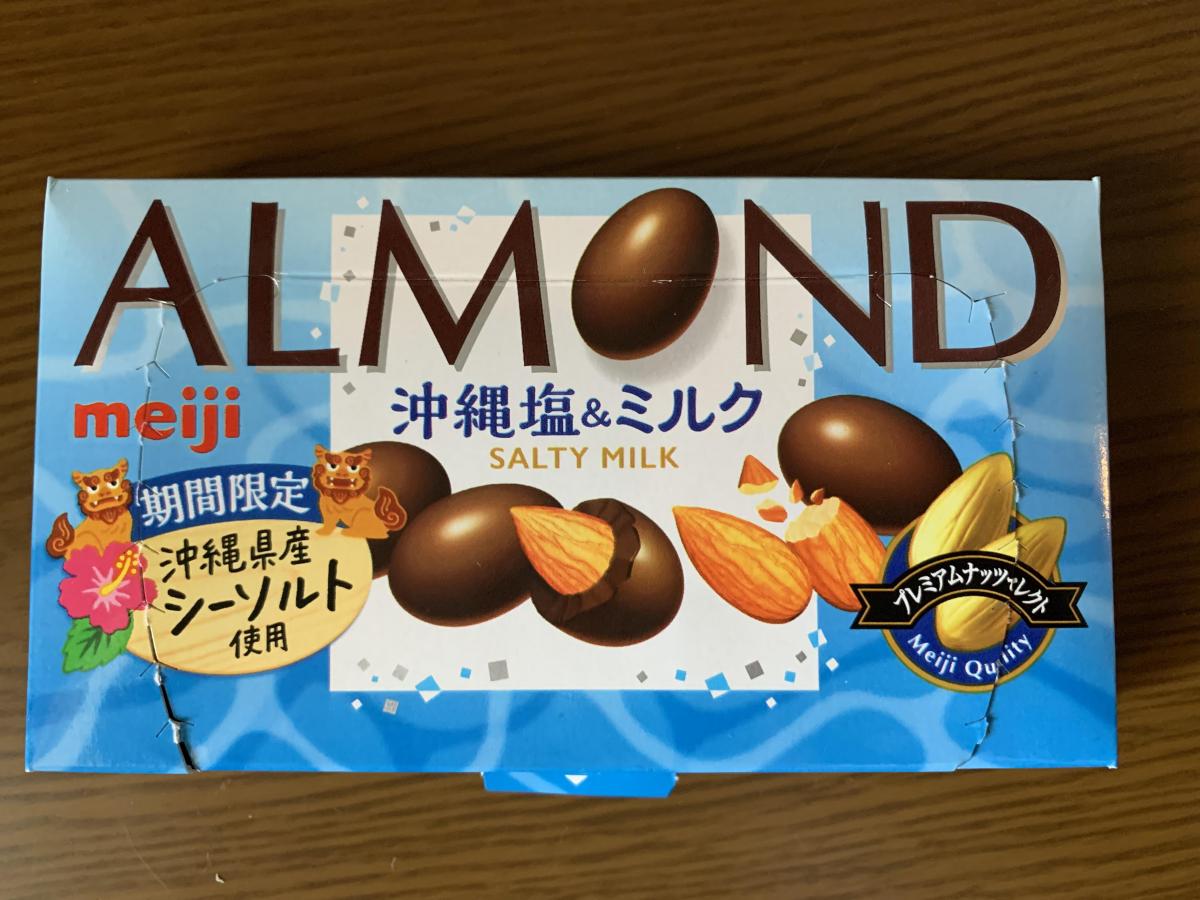 ALMOND
meiji
沖縄塩&ミルク
SALTY MILK
期間限定
沖縄県産
シーソルト
使用
プレミアムナッツセレクト
Meiji Quality